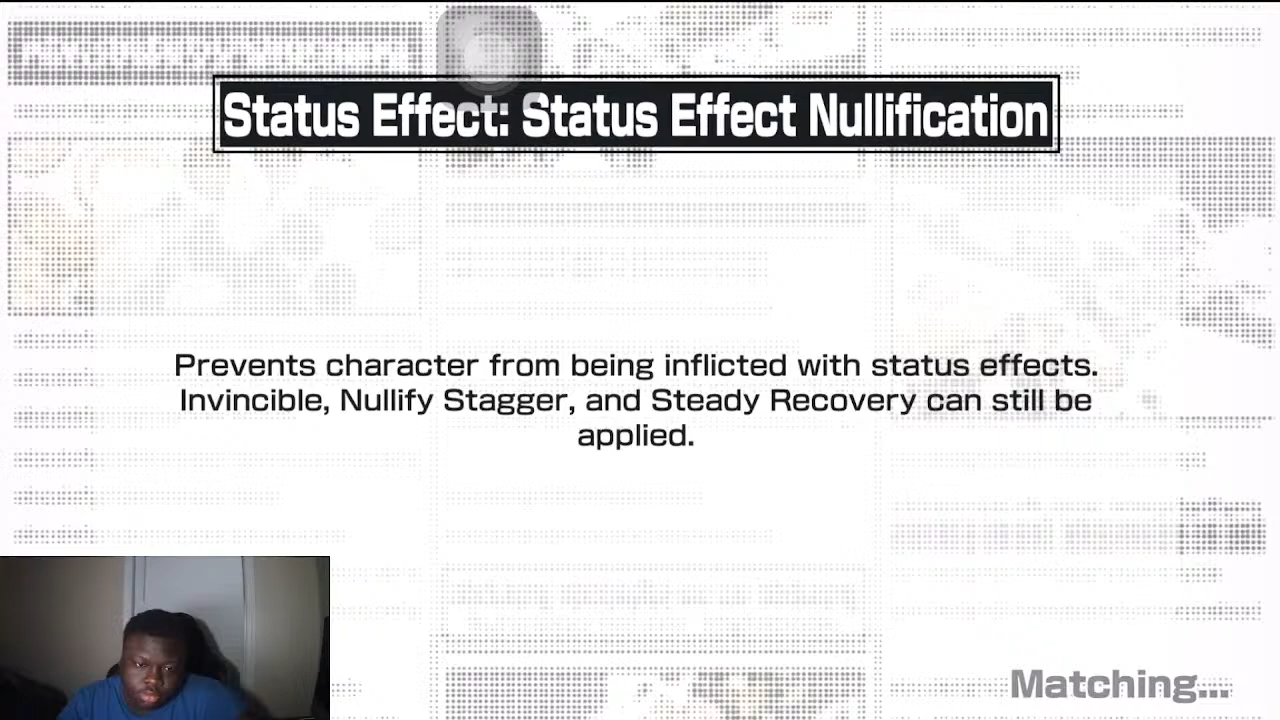 Status Effect: Status Effect Nullification
Prevents character from being inflicted with status effects.
Invincible, Nullify Stagger, and Steady Recovery can still be
applied.
Matching...